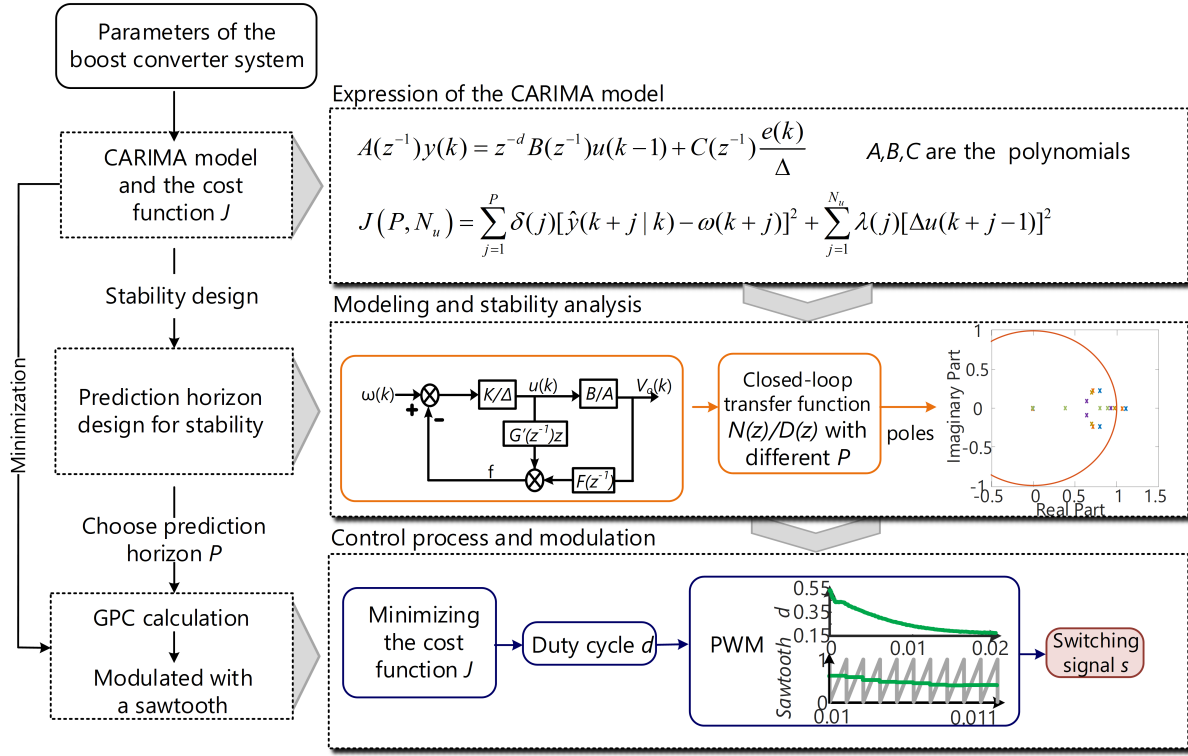 Parameters of the
boost converter system
CARIMA model
and the cost
function J
Stability design
Prediction horizon
design for stability
Choose prediction
horizon P
GPC calculation
Modulated with
a sawtooth
Minimization
Expression of the CARIMA model
A(z⁻¹)y(k) = z⁻ᵈB(z⁻¹)u(k−1) + C(z⁻¹) e(k)/Δ
A,B,C are the polynomials
J(P, Nᵤ) = ∑_{j=1}^{P} δ(j)[ŷ(k+j|k)−ω(k+j)]² + ∑_{j=1}^{Nᵤ} λ(j)[Δu(k+j−1)]²
Modeling and stability analysis
ω(k)
+
-
K/Δ
u(k)
B/A
Vₒ(k)
G'(z⁻¹)z
f
F(z⁻¹)
Closed-loop
transfer function
N(z)/D(z) with
different P
poles
Imaginary Part
1
0.5
0
-0.5
-1
-0.5 0 0.5 1 1.5
Real Part
Control process and modulation
Minimizing
the cost
function J
Duty cycle d
PWM
d
0.55
0.35
0.15
0 0.01 0.02
Sawtooth
1
0
0.01 0.011
Switching
signal s